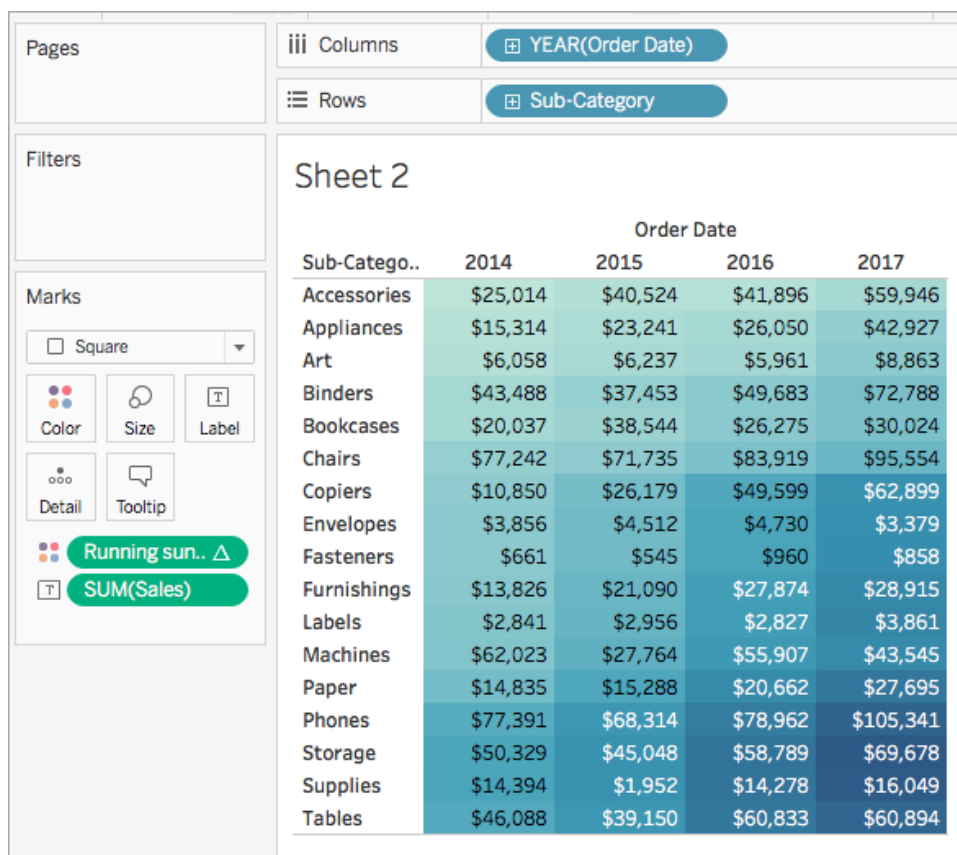 Pages
Columns YEAR(Order Date)
Rows Sub-Category
Filters
Sheet 2
Order Date
Sub-Catego.. 2014 2015 2016 2017
Accessories $25,014 $40,524 $41,896 $59,946
Appliances $15,314 $23,241 $26,050 $42,927
Art $6,058 $6,237 $5,961 $8,863
Binders $43,488 $37,453 $49,683 $72,788
Bookcases $20,037 $38,544 $26,275 $30,024
Chairs $77,242 $71,735 $83,919 $95,554
Copiers $10,850 $26,179 $49,599 $62,899
Envelopes $3,856 $4,512 $4,730 $3,379
Fasteners $661 $545 $960 $858
Furnishings $13,826 $21,090 $27,874 $28,915
Labels $2,841 $2,956 $2,827 $3,861
Machines $62,023 $27,764 $55,907 $43,545
Paper $14,835 $15,288 $20,662 $27,695
Phones $77,391 $68,314 $78,962 $105,341
Storage $50,329 $45,048 $58,789 $69,678
Supplies $14,394 $1,952 $14,278 $16,049
Tables $46,088 $39,150 $60,833 $60,894
Marks
Square
Color Size T Label
Detail Tooltip
Running sun.. △
T SUM(Sales)